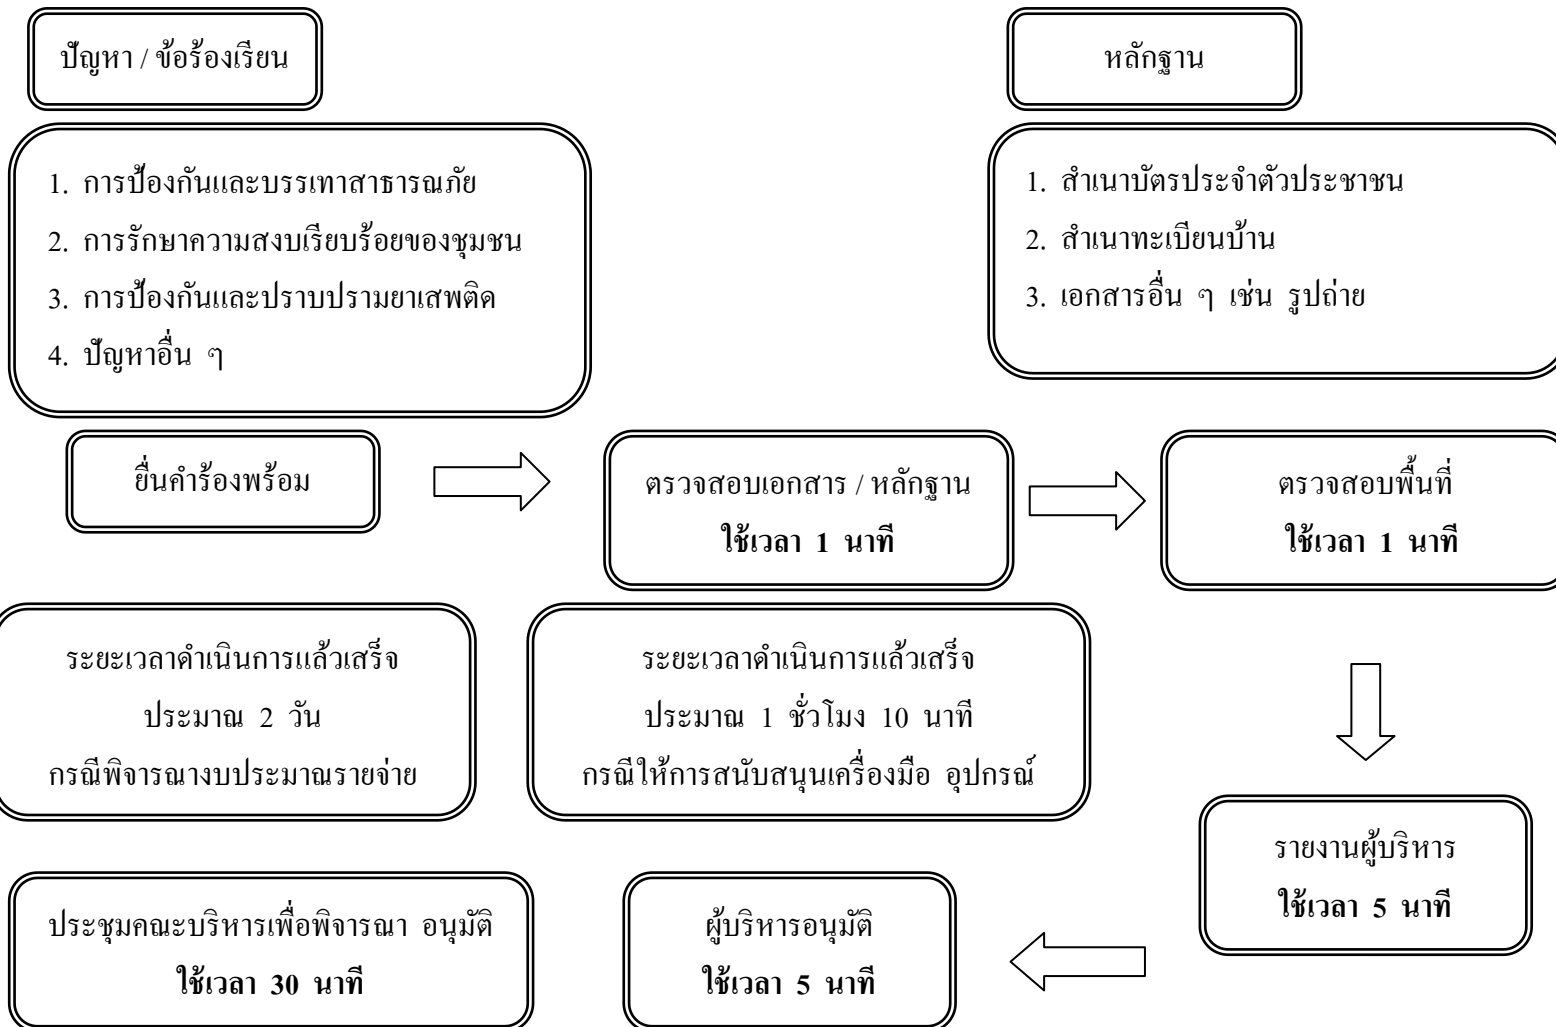 ปัญหา / ข้อร้องเรียน
หลักฐาน
1. การป้องกันและบรรเทาสาธารณภัย
2. การรักษาความสงบเรียบร้อยของชุมชน
3. การป้องกันและปราบปรามยาเสพติด
4. ปัญหาอื่น ๆ
1. สำเนาบัตรประจำตัวประชาชน
2. สำเนาทะเบียนบ้าน
3. เอกสารอื่น ๆ เช่น รูปถ่าย
ยื่นคำร้องพร้อม
ตรวจสอบเอกสาร / หลักฐาน
ใช้เวลา 1 นาที
ตรวจสอบพื้นที่
ใช้เวลา 1 นาที
ระยะเวลาดำเนินการแล้วเสร็จ
ประมาณ 2 วัน
กรณีพิจารณางบประมาณรายจ่าย
ระยะเวลาดำเนินการแล้วเสร็จ
ประมาณ 1 ชั่วโมง 10 นาที
กรณีให้การสนับสนุนเครื่องมือ อุปกรณ์
รายงานผู้บริหาร
ใช้เวลา 5 นาที
ประชุมคณะบริหารเพื่อพิจารณา อนุมัติ
ใช้เวลา 30 นาที
ผู้บริหารอนุมัติ
ใช้เวลา 5 นาที